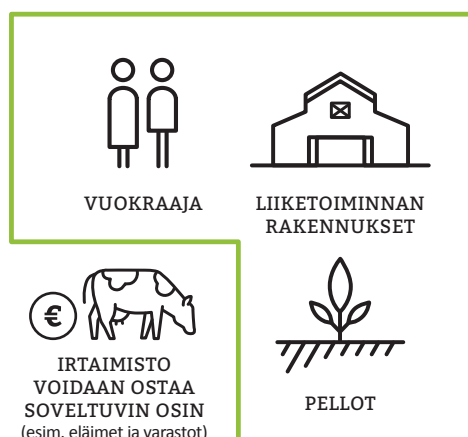 VUOKRAAJA
LIIKETOIMINNAN
RAKENNUKSET
€
IRTAIMISTO
VOIDAAN OSTAA
SOVELTUVIN OSIN
(esim. eläimet ja varastot)
PELLOT